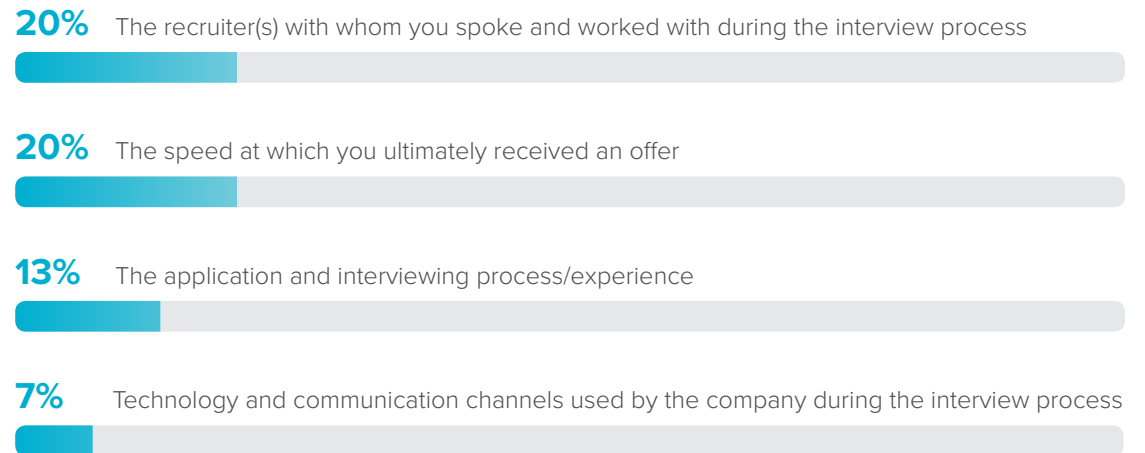 20% The recruiter(s) with whom you spoke and worked with during the interview process
20% The speed at which you ultimately received an offer
13% The application and interviewing process/experience
7% Technology and communication channels used by the company during the interview process